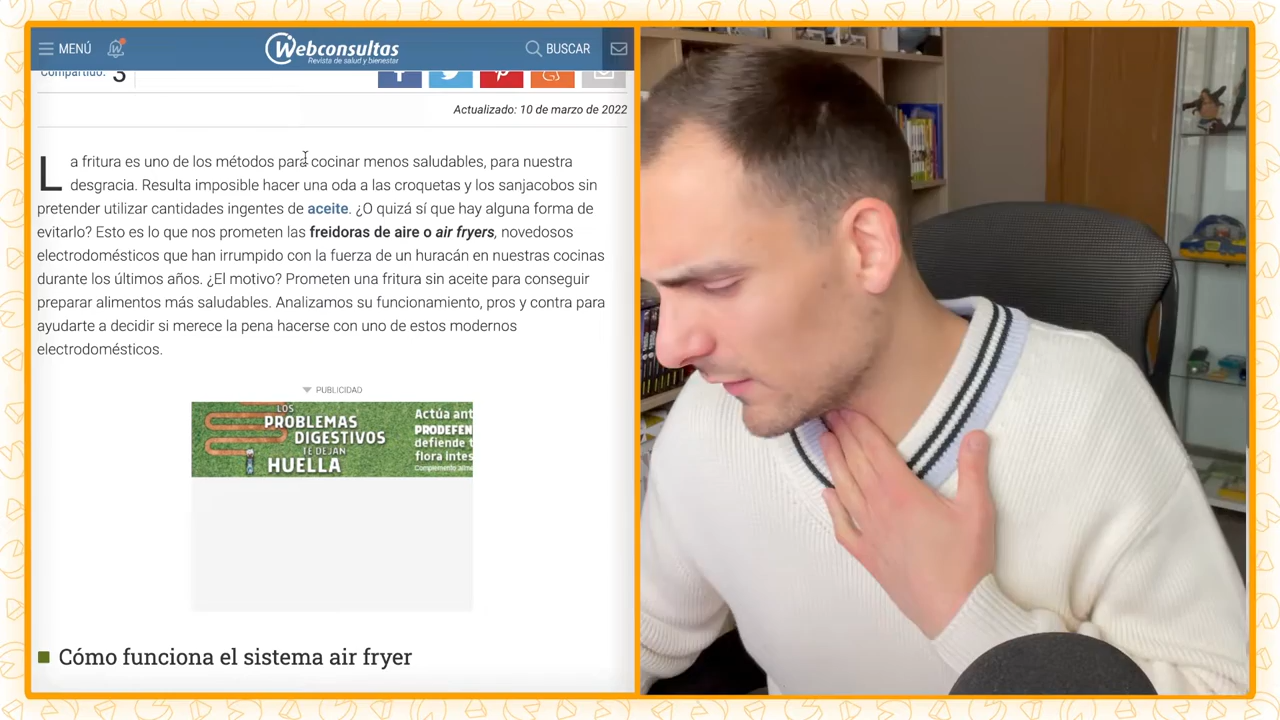 MENÚ
Webconsultas
Revista de salud y bienestar
BUSCAR
Compartido: 3
Actualizado: 10 de marzo de 2022
La fritura es uno de los métodos para cocinar menos saludables, para nuestra
desgracia. Resulta imposible hacer una oda a las croquetas y los sanjacobos sin
pretender utilizar cantidades ingentes de aceite. ¿O quizá sí que hay alguna forma de
evitarlo? Esto es lo que nos prometen las freidoras de aire o air fryers, novedosos
electrodomésticos que han irrumpido con la fuerza de un huracán en nuestras cocinas
durante los últimos años. ¿El motivo? Prometen una fritura sin aceite para conseguir
preparar alimentos más saludables. Analizamos su funcionamiento, pros y contra para
ayudarte a decidir si merece la pena hacerse con uno de estos modernos
electrodomésticos.
PUBLICIDAD
LOS
PROBLEMAS
DIGESTIVOS
TE DEJAN
HUELLA
Actúa ant
PRODEFEN
defiende t
flora intes
Complemento alime
Cómo funciona el sistema air fryer